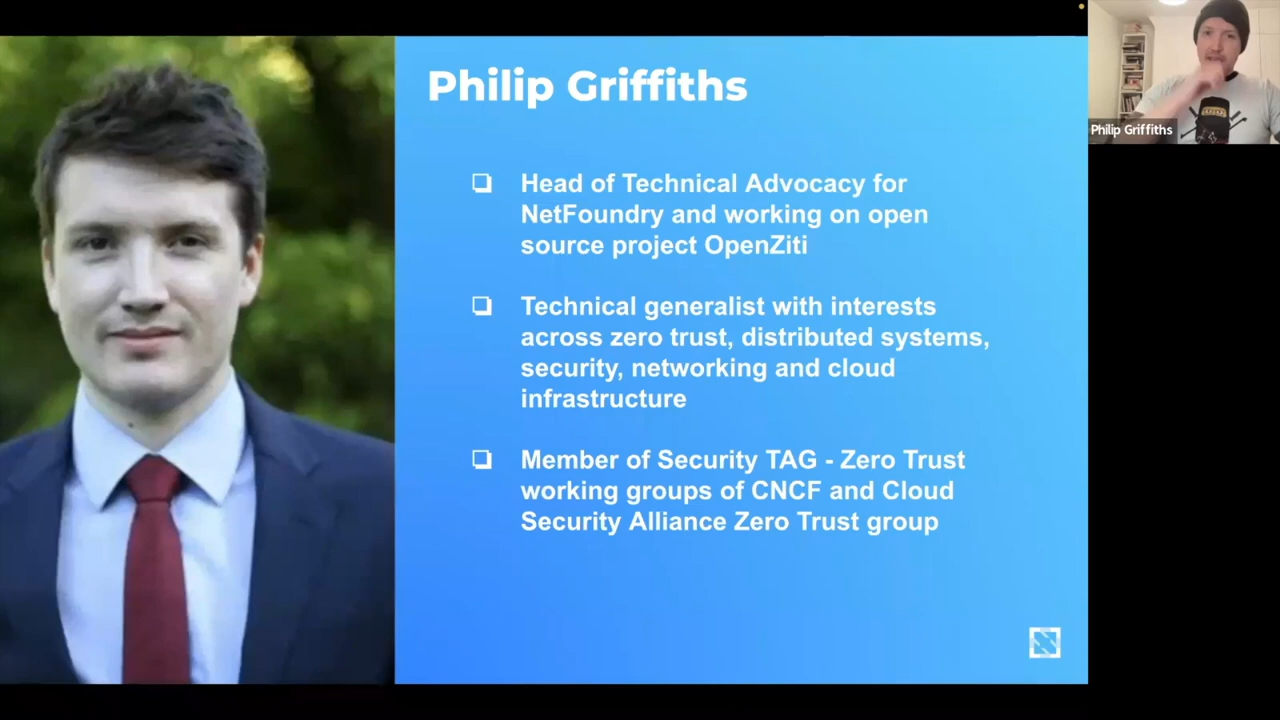 Philip Griffiths
❏ Head of Technical Advocacy for
NetFoundry and working on open
source project OpenZiti
❏ Technical generalist with interests
across zero trust, distributed systems,
security, networking and cloud
infrastructure
❏ Member of Security TAG - Zero Trust
working groups of CNCF and Cloud
Security Alliance Zero Trust group
Philip Griffiths